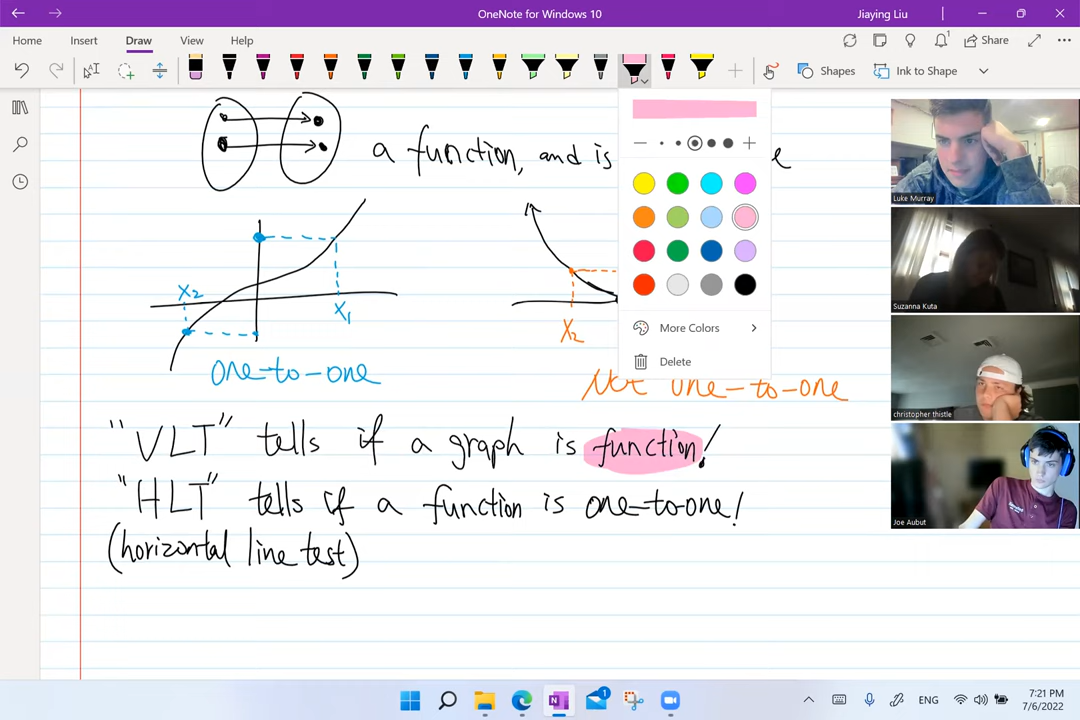 OneNote for Windows 10
Jiaying Liu
Home Insert Draw View Help
1
Share
Shapes
Ink to Shape
a function, and is
More Colors
Delete
X2
X1
one-to-one
X2
Not one-to-one
"VLT" tells if a graph is function!
"HLT" tells if a function is one-to-one!
(horizontal line test)
Luke Murray
Suzanna Kuta
christopher thistle
Joe Aubut
1
ENG
7:21 PM
7/6/2022